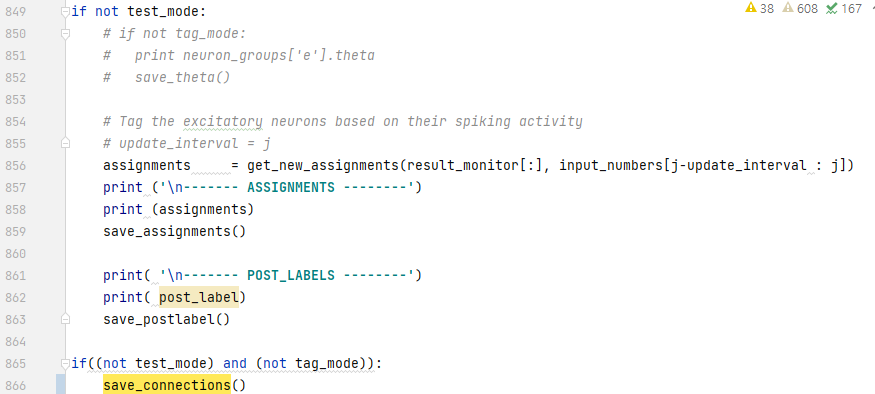 38 608 167
849 if not test_mode:
850 # if not tag_mode:
851 #   print neuron_groups['e'].theta
852 #   save_theta()
853
854 # Tag the excitatory neurons based on their spiking activity
855 # update_interval = j
856 assignments     = get_new_assignments(result_monitor[:], input_numbers[j-update_interval : j])
857 print ('\n------- ASSIGNMENTS --------')
858 print (assignments)
859 save_assignments()
860
861 print( '\n------- POST_LABELS --------')
862 print( post_label)
863 save_postlabel()
864
865 if((not test_mode) and (not tag_mode)):
866 save_connections()